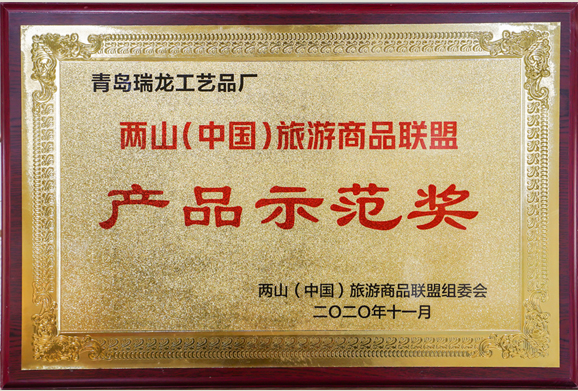 青岛瑞龙工艺品厂
两山（中国）旅游商品联盟
产品示范奖
两山（中国）旅游商品联盟组委会
二〇二〇年十一月